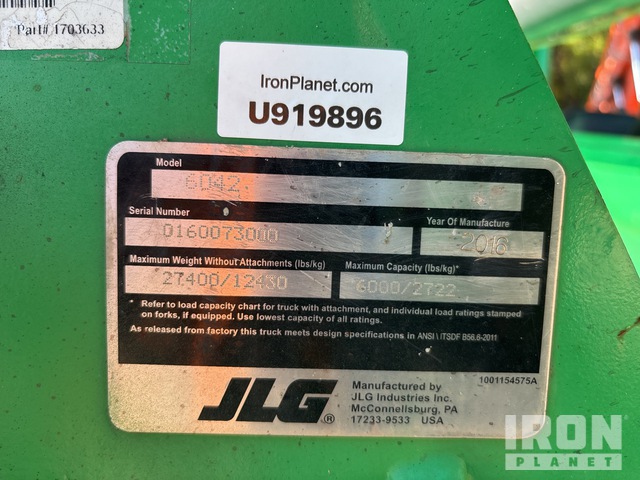 Part# 1703633
IronPlanet.com
U919896
Model
6042
Serial Number
0160073000
Year Of Manufacture
2016
Maximum Weight Without Attachments (lbs/kg)
27400/12430
Maximum Capacity (lbs/kg)*
6000/2722
* Refer to load capacity chart for truck with attachment, and individual load ratings stamped
on forks, if equipped. Use lowest capacity of all ratings.
As released from factory this truck meets design specifications in ANSI \ ITSDF B56.6-2011
JLG®
Manufactured by
JLG Industries Inc.
McConnellsburg, PA
17233-9533 USA
1001154575A
IRON
PLANET